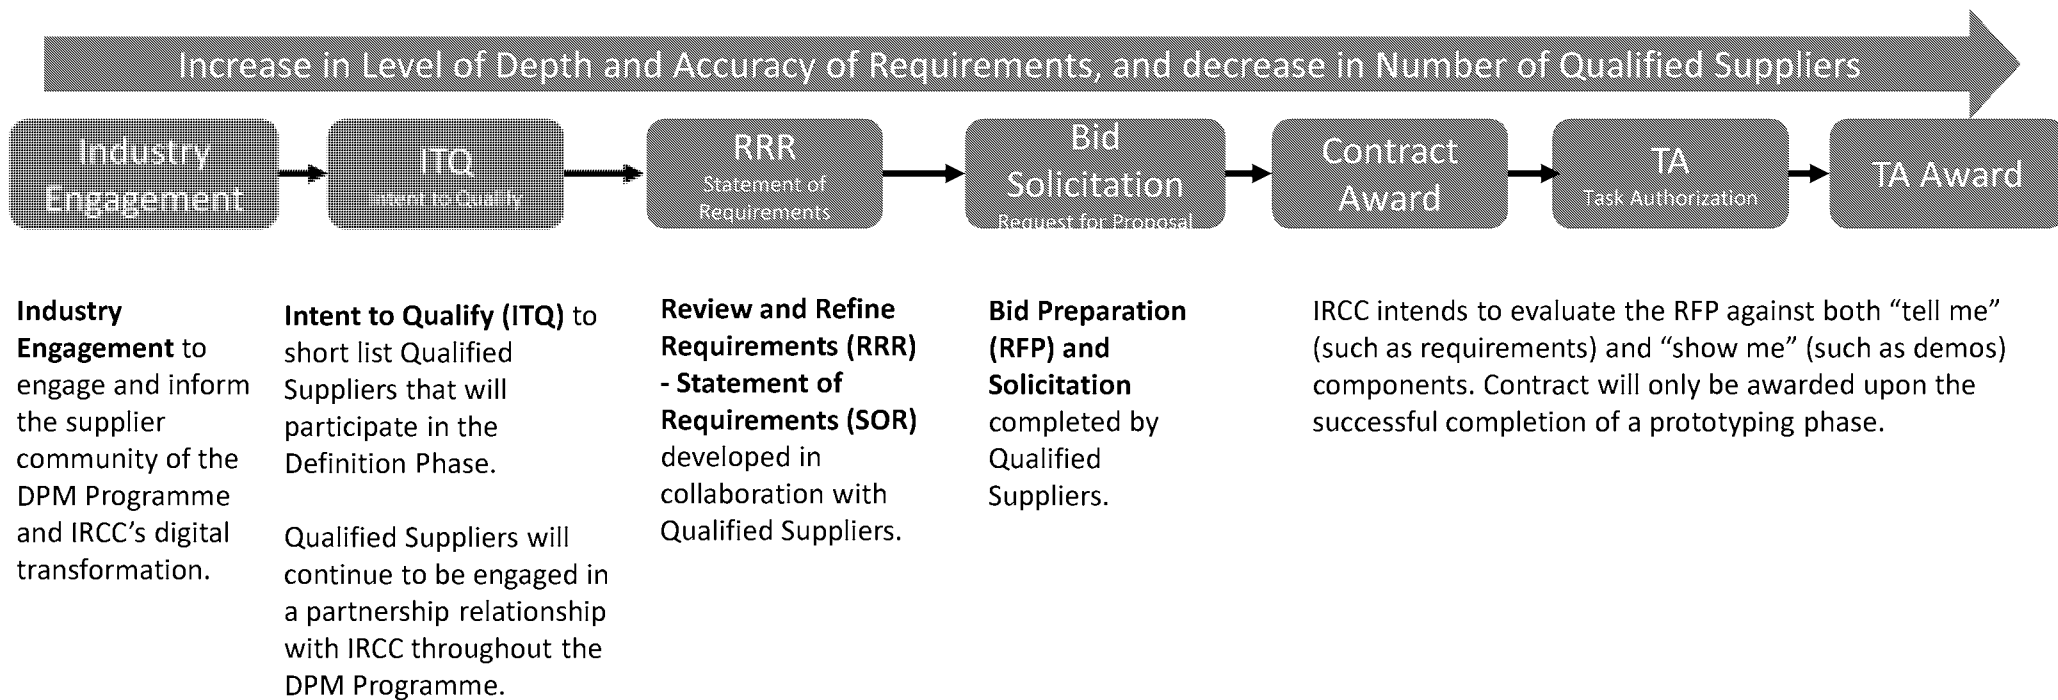 Increase in Level of Depth and Accuracy of Requirements, and decrease in Number of Qualified Suppliers
Industry
Engagement
ITQ
Intent to Qualify
RRR
Statement of
Requirements
Bid
Solicitation
Request for Proposal
Contract
Award
TA
Task Authorization
TA Award
Industry
Engagement to
engage and inform
the supplier
community of the
DPM Programme
and IRCC’s digital
transformation.
Intent to Qualify (ITQ) to
short list Qualified
Suppliers that will
participate in the
Definition Phase.
Qualified Suppliers will
continue to be engaged in
a partnership relationship
with IRCC throughout the
DPM Programme.
Review and Refine
Requirements (RRR)
- Statement of
Requirements (SOR)
developed in
collaboration with
Qualified Suppliers.
Bid Preparation
(RFP) and
Solicitation
completed by
Qualified
Suppliers.
IRCC intends to evaluate the RFP against both “tell me”
(such as requirements) and “show me” (such as demos)
components. Contract will only be awarded upon the
successful completion of a prototyping phase.